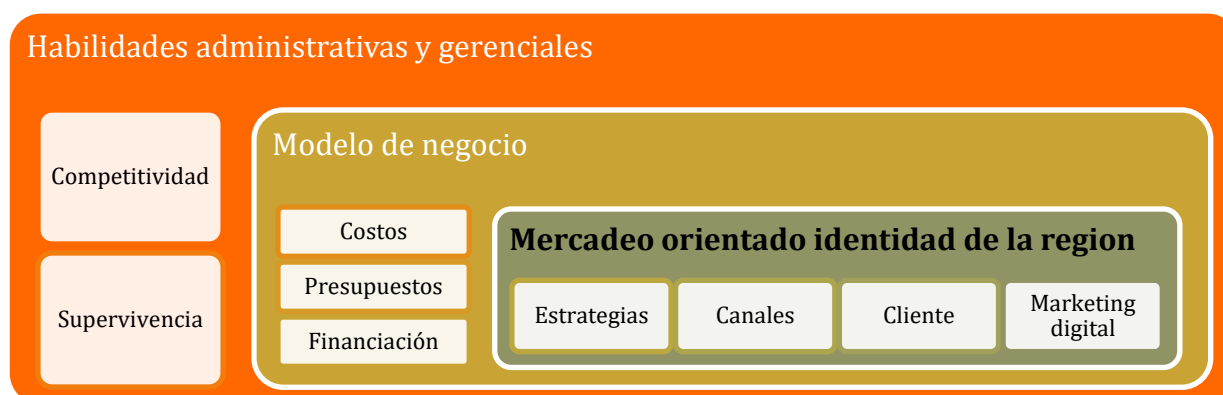 Habilidades administrativas y gerenciales
Competitividad
Supervivencia
Modelo de negocio
Costos
Presupuestos
Financiación
Mercadeo orientado identidad de la region
Estrategias
Canales
Cliente
Marketing
digital